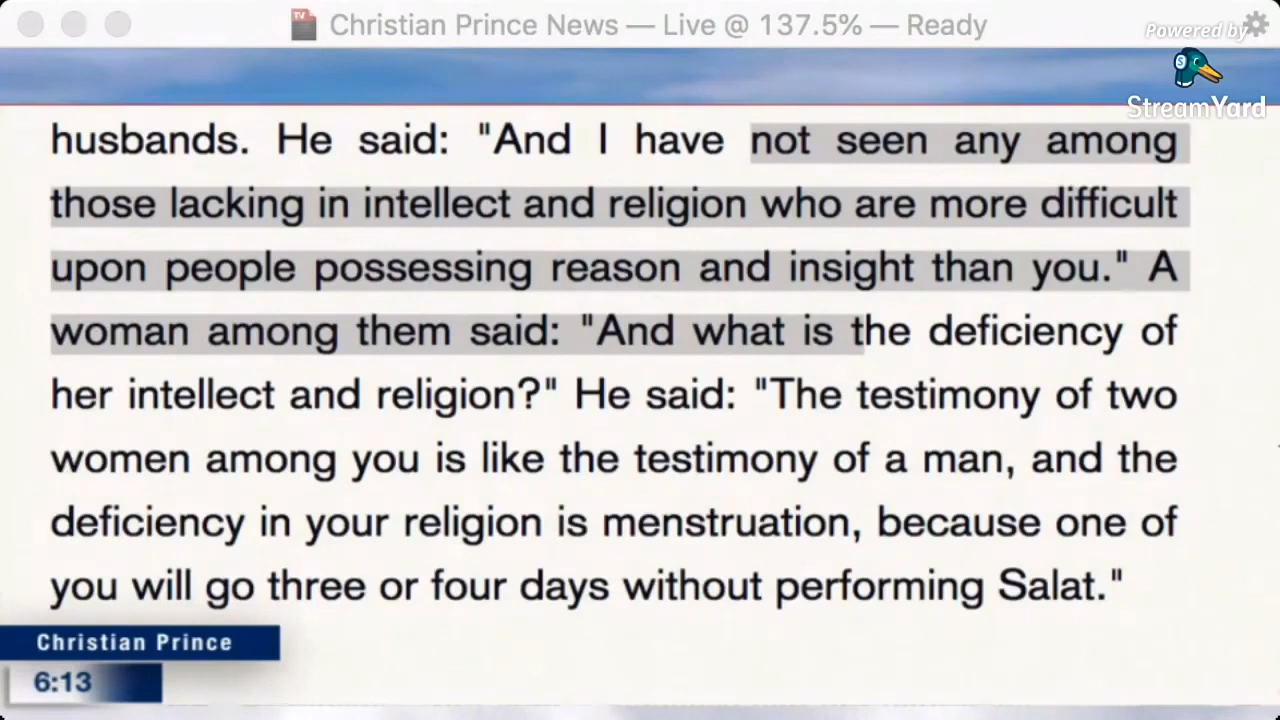 Christian Prince News — Live @ 137.5% — Ready
Powered by
StreamYard
husbands. He said: "And I have not seen any among
those lacking in intellect and religion who are more difficult
upon people possessing reason and insight than you." A
woman among them said: "And what is the deficiency of
her intellect and religion?" He said: "The testimony of two
women among you is like the testimony of a man, and the
deficiency in your religion is menstruation, because one of
you will go three or four days without performing Salat."
Christian Prince
6:13